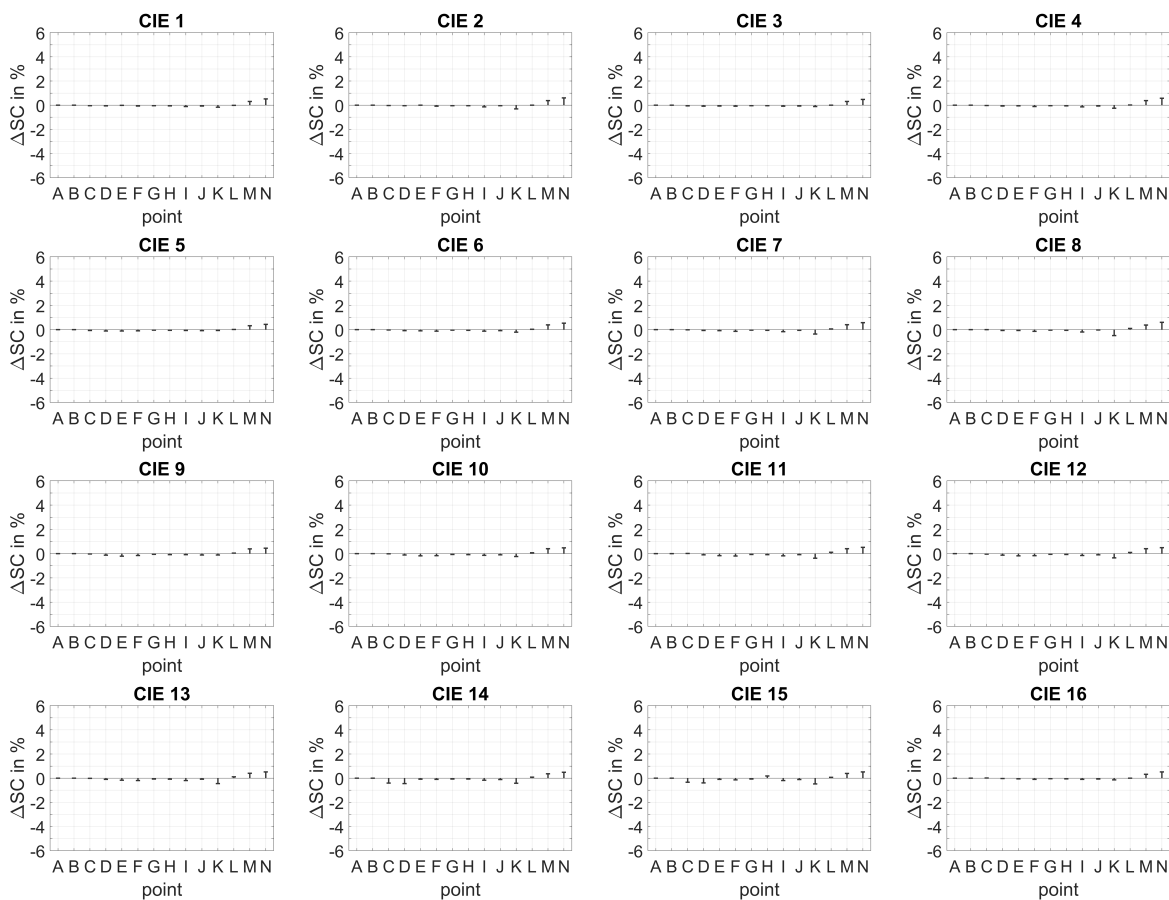 CIE 1
6
4
2
0
-2
-4
-6
ΔSC in %
A B C D E F G H I J K L M N
point
CIE 2
6
4
2
0
-2
-4
-6
ΔSC in %
A B C D E F G H I J K L M N
point
CIE 3
6
4
2
0
-2
-4
-6
ΔSC in %
A B C D E F G H I J K L M N
point
CIE 4
6
4
2
0
-2
-4
-6
ΔSC in %
A B C D E F G H I J K L M N
point
CIE 5
6
4
2
0
-2
-4
-6
ΔSC in %
A B C D E F G H I J K L M N
point
CIE 6
6
4
2
0
-2
-4
-6
ΔSC in %
A B C D E F G H I J K L M N
point
CIE 7
6
4
2
0
-2
-4
-6
ΔSC in %
A B C D E F G H I J K L M N
point
CIE 8
6
4
2
0
-2
-4
-6
ΔSC in %
A B C D E F G H I J K L M N
point
CIE 9
6
4
2
0
-2
-4
-6
ΔSC in %
A B C D E F G H I J K L M N
point
CIE 10
6
4
2
0
-2
-4
-6
ΔSC in %
A B C D E F G H I J K L M N
point
CIE 11
6
4
2
0
-2
-4
-6
ΔSC in %
A B C D E F G H I J K L M N
point
CIE 12
6
4
2
0
-2
-4
-6
ΔSC in %
A B C D E F G H I J K L M N
point
CIE 13
6
4
2
0
-2
-4
-6
ΔSC in %
A B C D E F G H I J K L M N
point
CIE 14
6
4
2
0
-2
-4
-6
ΔSC in %
A B C D E F G H I J K L M N
point
CIE 15
6
4
2
0
-2
-4
-6
ΔSC in %
A B C D E F G H I J K L M N
point
CIE 16
6
4
2
0
-2
-4
-6
ΔSC in %
A B C D E F G H I J K L M N
point